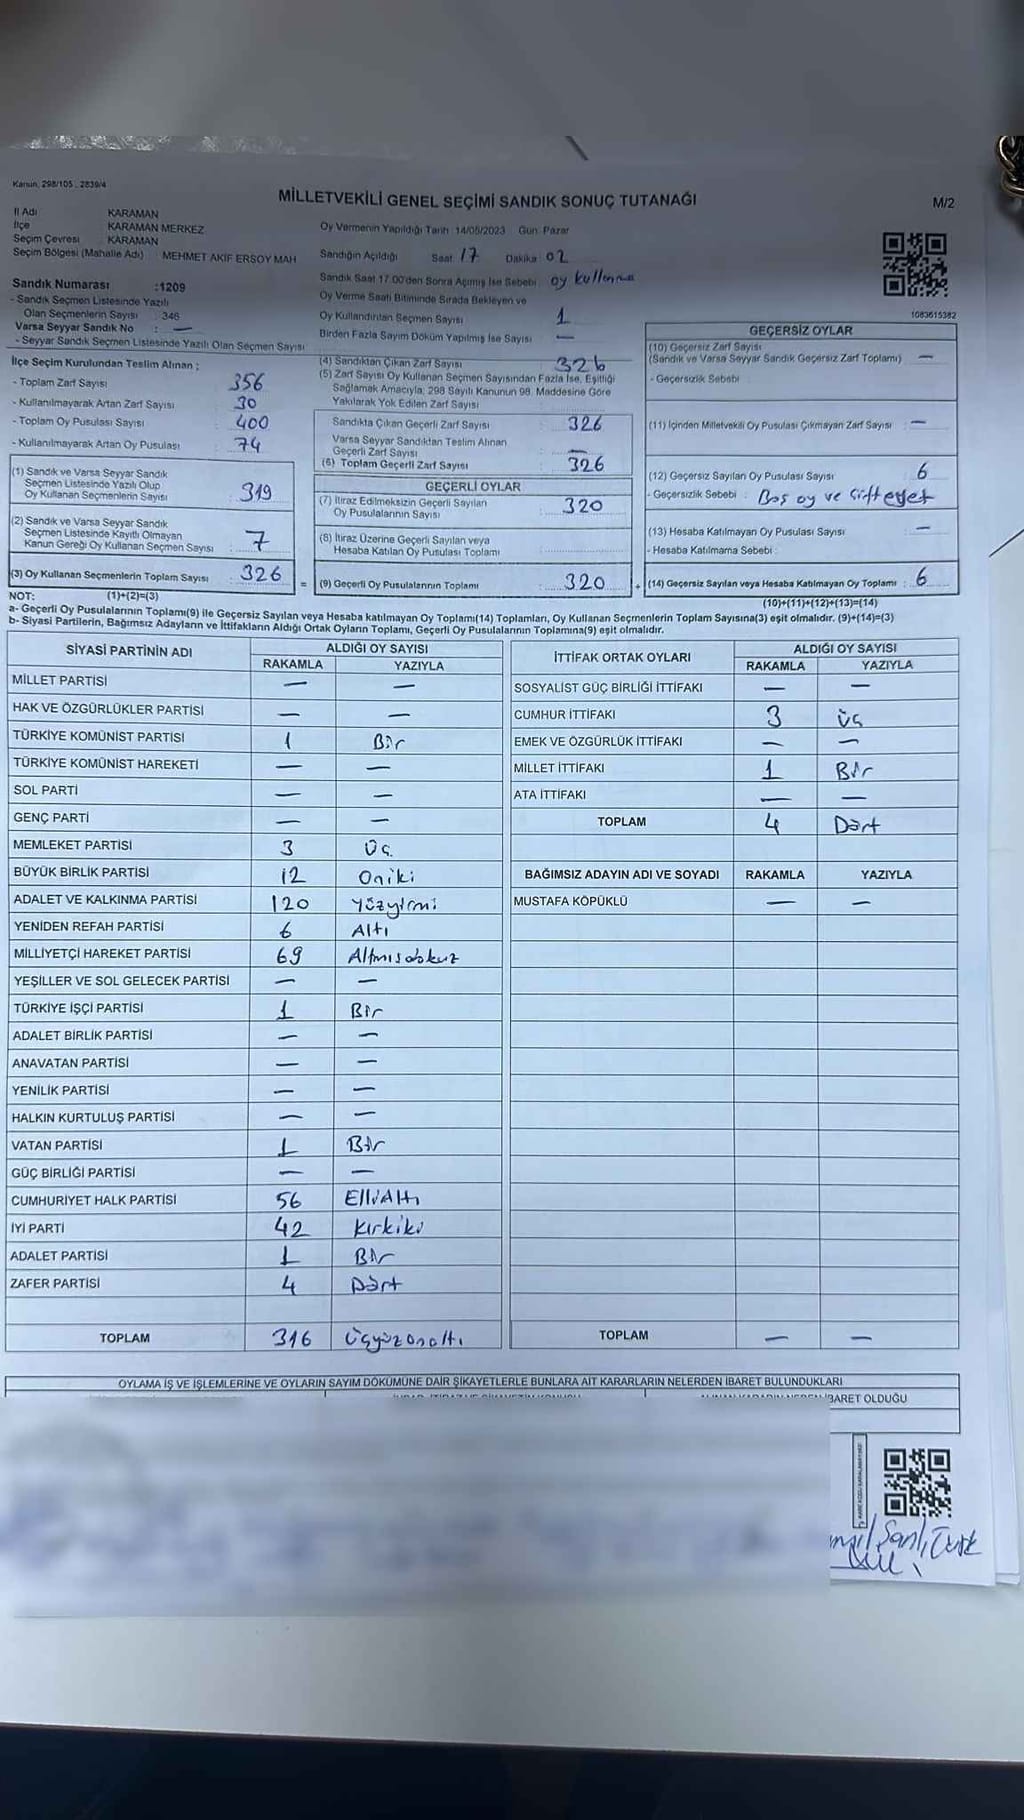 Kanun, 298/105 , 2839/4
MİLLETVEKİLİ GENEL SEÇİMİ SANDIK SONUÇ TUTANAĞI
M/2
İl Adı KARAMAN
İlçe KARAMAN MERKEZ
Seçim Çevresi : KARAMAN
Seçim Bölgesi (Mahalle Adı) : MEHMET AKİF ERSOY MAH
Sandık Numarası :1209
- Sandık Seçmen Listesinde Yazılı
Olan Seçmenlerin Sayısı : 346
Varsa Seyyar Sandık No : —
- Seyyar Sandık Seçmen Listesinde Yazılı Olan Seçmen Sayısı
Oy Vermenin Yapıldığı Tarih :14/05/2023 Gün: Pazar
Sandığın Açıldığı Saat 17 Dakika 02
Sandık Saat 17:00'den Sonra Açılmış İse Sebebi : oy kullanma
Oy Verme Saati Bitiminde Sırada Bekleyen ve
Oy Kullandırılan Seçmen Sayısı 1
Birden Fazla Sayım Döküm Yapılmış İse Sayısı —
1083615382
İlçe Seçim Kurulundan Teslim Alınan :
- Toplam Zarf Sayısı 356
- Kullanılmayarak Artan Zarf Sayısı 30
- Toplam Oy Pusulası Sayısı 400
- Kullanılmayarak Artan Oy Pusulası 74
(1) Sandık ve Varsa Seyyar Sandık
Seçmen Listesinde Yazılı Olup
Oy Kullanan Seçmenlerin Sayısı 319
(2) Sandık ve Varsa Seyyar Sandık
Seçmen Listesinde Kayıtlı Olmayan
Kanun Gereği Oy Kullanan Seçmen Sayısı 7
(3) Oy Kullanan Seçmenlerin Toplam Sayısı : 326
(4) Sandıktan Çıkan Zarf Sayısı 326
(5) Zarf Sayısı Oy Kullanan Seçmen Sayısından Fazla İse, Eşitliği
Sağlamak Amacıyla; 298 Sayılı Kanunun 98. Maddesine Göre
Yakılarak Yok Edilen Zarf Sayısı
Sandıkta Çıkan Geçerli Zarf Sayısı : 326
Varsa Seyyar Sandıktan Teslim Alınan
Geçerli Zarf Sayısı —
(6) Toplam Geçerli Zarf Sayısı 326
GEÇERLİ OYLAR
(7) İtiraz Edilmeksizin Geçerli Sayılan
Oy Pusulalarının Sayısı 320
(8) İtiraz Üzerine Geçerli Sayılan veya
Hesaba Katılan Oy Pusulası Toplamı
= (9) Geçerli Oy Pusulalarının Toplamı 320
GEÇERSİZ OYLAR
(10) Geçersiz Zarf Sayısı
(Sandık ve Varsa Seyyar Sandık Geçersiz Zarf Toplamı) —
- Geçersizlik Sebebi :
(11) İçinden Milletvekili Oy Pusulası Çıkmayan Zarf Sayısı —
(12) Geçersiz Sayılan Oy Pusulası Sayısı 6
- Geçersizlik Sebebi : Boş oy ve çift evet
(13) Hesaba Katılmayan Oy Pusulası Sayısı —
- Hesaba Katılmama Sebebi :
+ (14) Geçersiz Sayılan veya Hesaba Katılmayan Oy Toplamı : 6
NOT: (1)+(2)=(3)
(10)+(11)+(12)+(13)=(14)
a- Geçerli Oy Pusulalarının Toplamı(9) ile Geçersiz Sayılan veya Hesaba katılmayan Oy Toplamı(14) Toplamları, Oy Kullanan Seçmenlerin Toplam Sayısına(3) eşit olmalıdır. (9)+(14)=(3)
b- Siyasi Partilerin, Bağımsız Adayların ve İttifakların Aldığı Ortak Oyların Toplamı, Geçerli Oy Pusulalarının Toplamına(9) eşit olmalıdır.
SİYASİ PARTİNİN ADI ALDIĞI OY SAYISI
RAKAMLA YAZIYLA
MİLLET PARTİSİ — —
HAK VE ÖZGÜRLÜKLER PARTİSİ — —
TÜRKİYE KOMÜNİST PARTİSİ 1 Bir
TÜRKİYE KOMÜNİST HAREKETİ — —
SOL PARTİ — —
GENÇ PARTİ — —
MEMLEKET PARTİSİ 3 Üç
BÜYÜK BİRLİK PARTİSİ 12 Oniki
ADALET VE KALKINMA PARTİSİ 120 Yüzyirmi
YENİDEN REFAH PARTİSİ 6 Altı
MİLLİYETÇİ HAREKET PARTİSİ 69 Altmışdokuz
YEŞİLLER VE SOL GELECEK PARTİSİ — —
TÜRKİYE İŞÇİ PARTİSİ 1 Bir
ADALET BİRLİK PARTİSİ — —
ANAVATAN PARTİSİ — —
YENİLİK PARTİSİ — —
HALKIN KURTULUŞ PARTİSİ — —
VATAN PARTİSİ 1 Bir
GÜÇ BİRLİĞİ PARTİSİ — —
CUMHURİYET HALK PARTİSİ 56 ElliAltı
İYİ PARTİ 42 Kırkiki
ADALET PARTİSİ 1 Bir
ZAFER PARTİSİ 4 Dört
TOPLAM 316 Üçyüzonaltı
İTTİFAK ORTAK OYLARI ALDIĞI OY SAYISI
RAKAMLA YAZIYLA
SOSYALİST GÜÇ BİRLİĞİ İTTİFAKI — —
CUMHUR İTTİFAKI 3 üç
EMEK VE ÖZGÜRLÜK İTTİFAKI — —
MİLLET İTTİFAKI 1 Bir
ATA İTTİFAKI — —
TOPLAM 4 Dört
BAĞIMSIZ ADAYIN ADI VE SOYADI RAKAMLA YAZIYLA
MUSTAFA KÖPÜKLÜ — —
TOPLAM — —
OYLAMA İŞ VE İŞLEMLERİNE VE OYLARIN SAYIM DÖKÜMÜNE DAİR ŞİKAYETLERLE BUNLARA AİT KARARLARIN NELERDEN İBARET BULUNDUKLARI
İBARET OLDUĞU